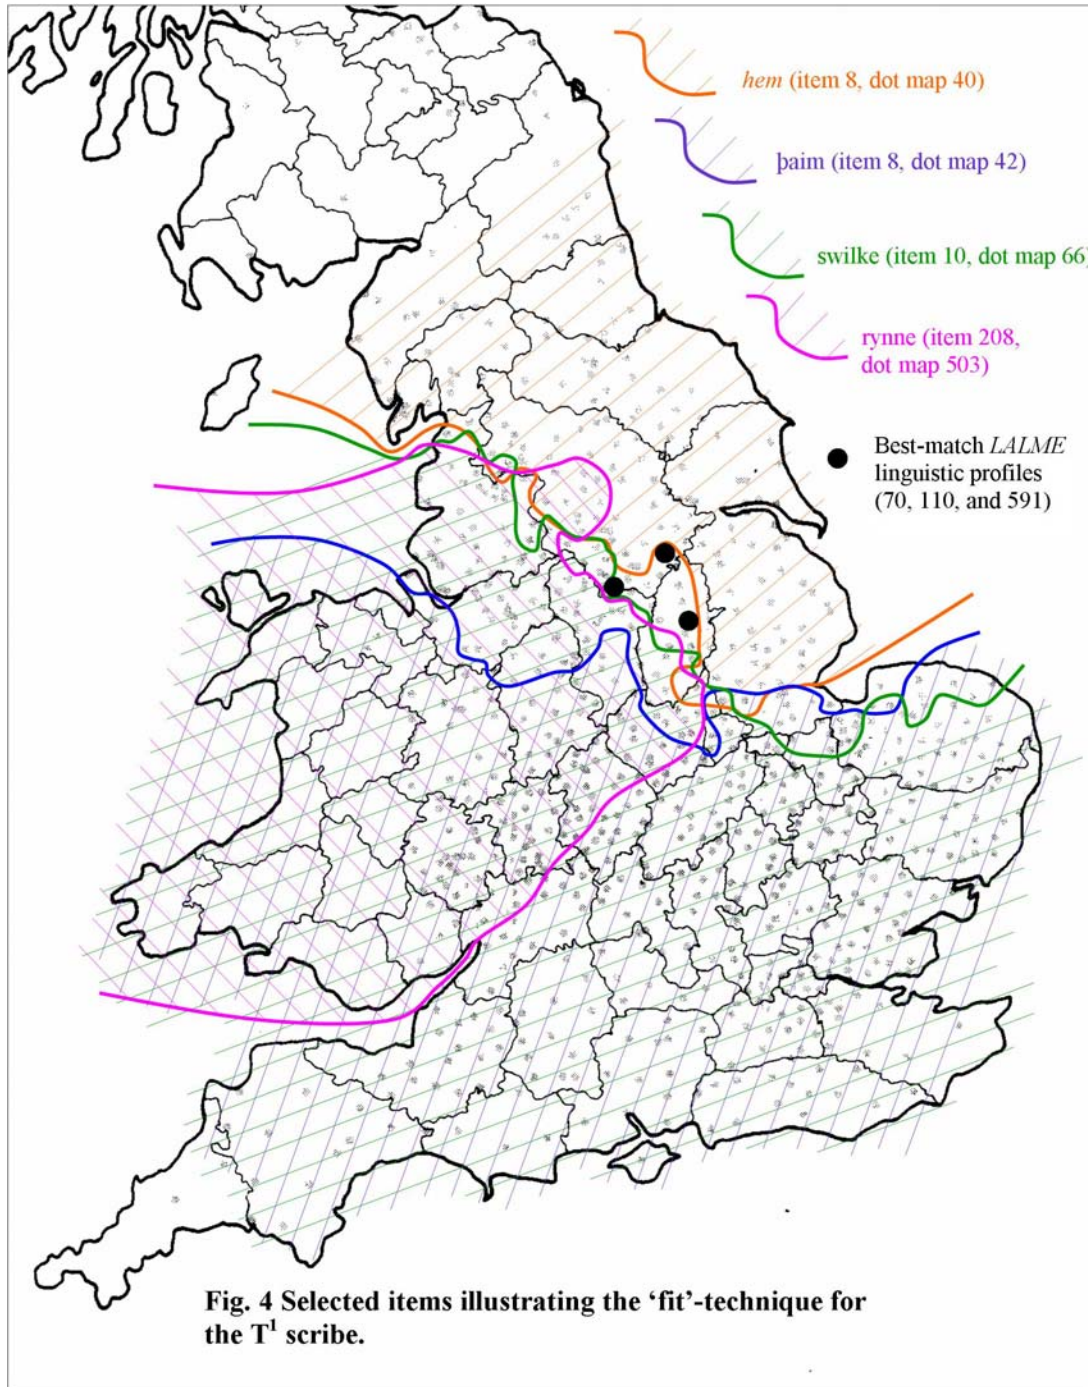 hem (item 8, dot map 40)
þaim (item 8, dot map 42)
swilke (item 10, dot map 66)
rynne (item 208,
dot map 503)
Best-match LALME
linguistic profiles
(70, 110, and 591)
Fig. 4 Selected items illustrating the ‘fit’-technique for
the T¹ scribe.